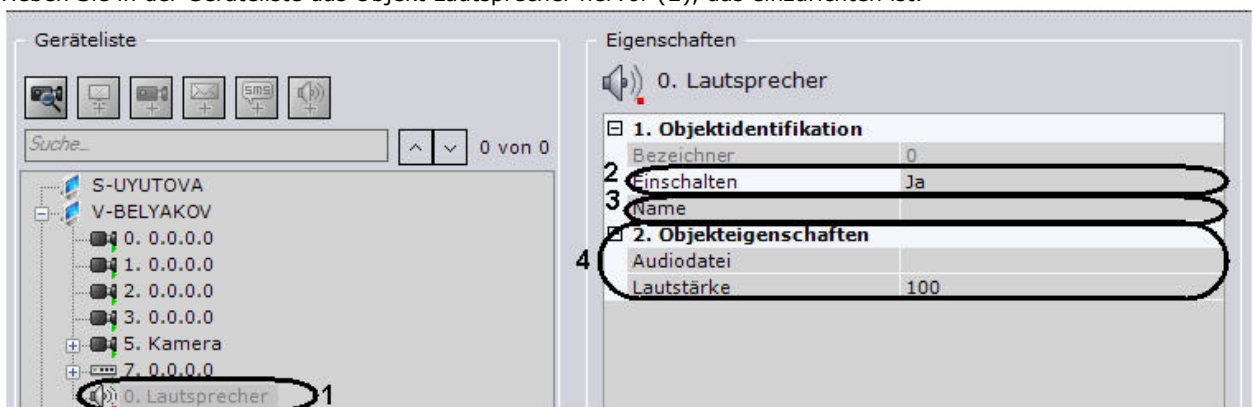 heben Sie in der Geräteliste das Objekt Lautsprecher hervor (1), das einzurichten ist.
Geräteliste
Suche...
0 von 0
S-UYUTOVA
V-BELYAKOV
0. 0.0.0.0
1. 0.0.0.0
2. 0.0.0.0
3. 0.0.0.0
5. Kamera
7. 0.0.0.0
0. Lautsprecher 1
Eigenschaften
0. Lautsprecher
1. Objektidentifikation
Bezeichner 0
2 Einschalten Ja
3 Name
2. Objekteigenschaften
4 Audiodatei
Lautstärke 100
sms